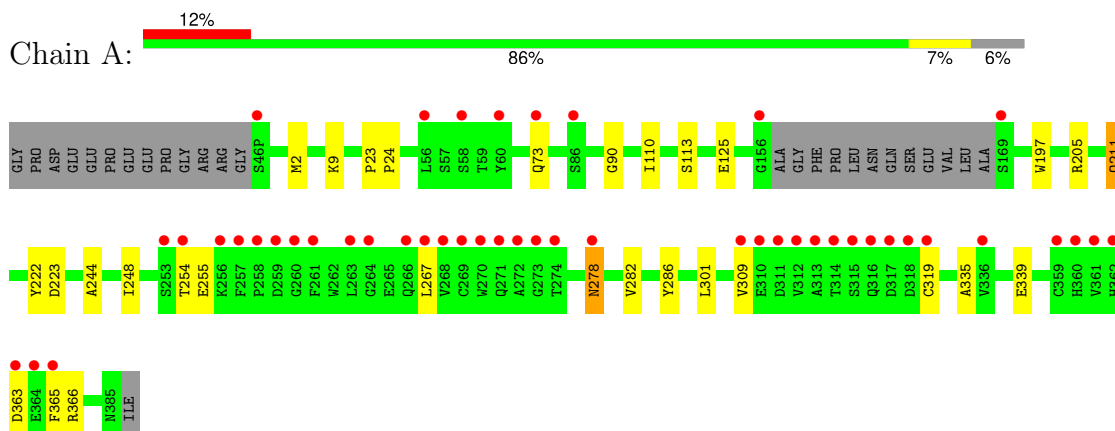 12%
Chain A:
86% 7% 6%
GLY PRO ASP GLU GLU PRO GLU GLU PRO GLY ARG ARG GLY S46P M2 K9 P23 P24 L56 S57 S58 T59 Y60 Q73 S86 G90 I110 S113 E125 G156 ALA GLY PHE PRO LEU ASN GLN SER GLU VAL LEU ALA S169 W197 R205
Y222 D223 A244 I248 S253 T254 E255 K256 F257 P258 D259 G260 F261 W262 L263 G264 E265 Q266 L267 V268 C269 W270 Q271 A272 G273 T274 N278 V282 Y286 L301 V309 E310 D311 V312 A313 T314 S315 Q316 D317 D318 C319 A335 V336 E339 C359 H360 V361
D363 E364 F365 R366 N385 ILE